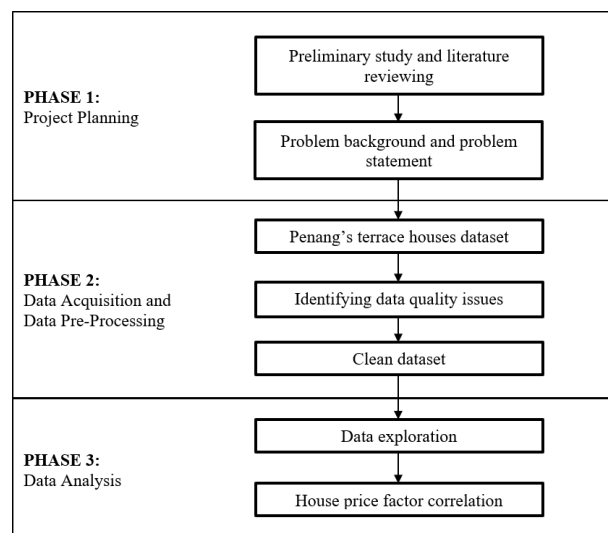 Preliminary study and literature
reviewing
PHASE 1:
Project Planning
Problem background and problem
statement
Penang’s terrace houses dataset
PHASE 2:
Data Acquisition and
Data Pre-Processing
Identifying data quality issues
Clean dataset
Data exploration
PHASE 3:
Data Analysis
House price factor correlation